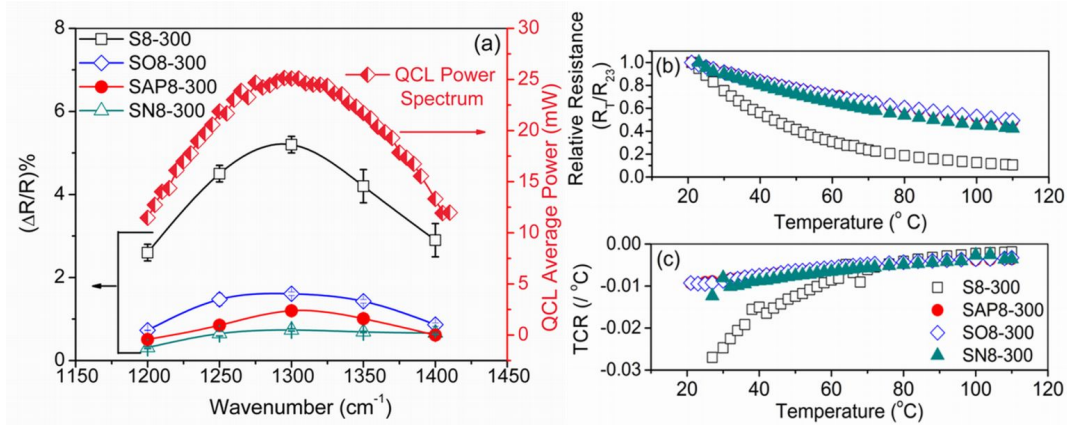 (a)
S8-300
SO8-300
SAP8-300
SN8-300
QCL Power
Spectrum
(ΔR/R)%
0
2
4
6
8
QCL Average Power (mW)
0
5
10
15
20
25
30
1150 1200 1250 1300 1350 1400 1450
Wavenumber (cm⁻¹)
(b)
Relative Resistance
(R_T/R_23)
1.0
0.8
0.6
0.4
0.2
0.0
20 40 60 80 100 120
Temperature (° C)
(c)
TCR (/ °C)
0.00
-0.01
-0.02
-0.03
S8-300
SAP8-300
SO8-300
SN8-300
20 40 60 80 100 120
Temperature (°C)